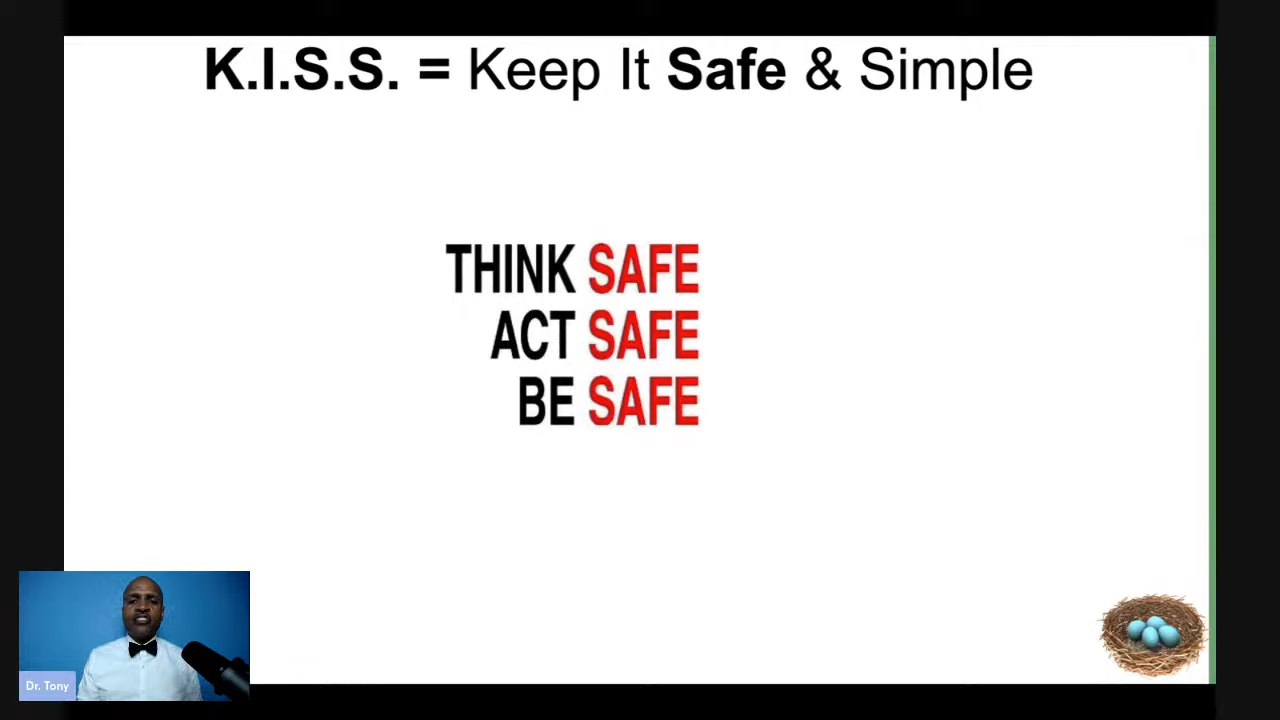 K.I.S.S. = Keep It Safe & Simple
THINK SAFE
ACT SAFE
BE SAFE
Dr. Tony